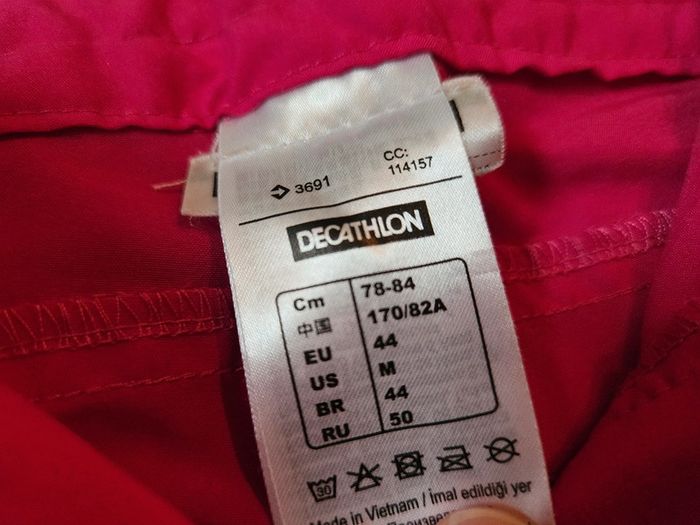 3691
CC:
114157
DECATHLON
Cm 78-84
中国 170/82A
EU 44
US M
BR 44
RU 50
30
Made in Vietnam / İmal edildiği yer